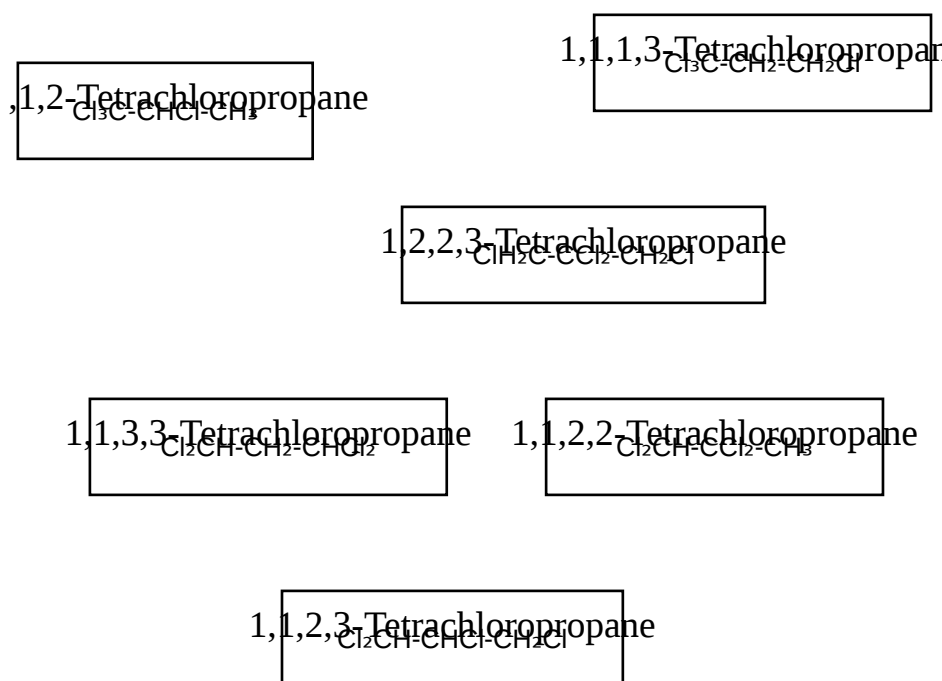 1,1,1,3-Tetrachloropropan
Cl₃C-CH₂-CH₂Cl
,1,2-Tetrachloropropane
Cl₃C-CHCl-CH₃
1,2,2,3-Tetrachloropropane
ClH₂C-CCl₂-CH₂Cl
1,1,3,3-Tetrachloropropane
Cl₂CH-CH₂-CHCl₂
1,1,2,2-Tetrachloropropane
Cl₂CH-CCl₂-CH₃
1,1,2,3-Tetrachloropropane
Cl₂CH-CHCl-CH₂Cl